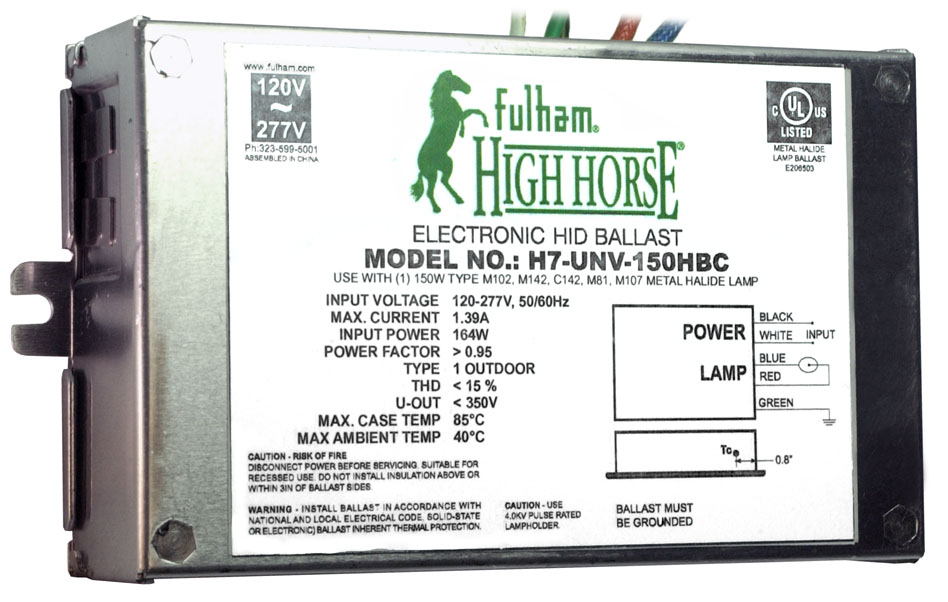 www.fulham.com
120V
~
277V
Ph:323-599-5001
ASSEMBLED IN CHINA
fulham®
HIGH HORSE®
C UL US
LISTED
METAL HALIDE
LAMP BALLAST
E206503
ELECTRONIC HID BALLAST
MODEL NO.: H7-UNV-150HBC
USE WITH (1) 150W TYPE M102, M142, C142, M81, M107 METAL HALIDE LAMP
INPUT VOLTAGE 120-277V, 50/60Hz
MAX. CURRENT 1.39A
INPUT POWER 164W
POWER FACTOR > 0.95
TYPE 1 OUTDOOR
THD < 15 %
U-OUT < 350V
MAX. CASE TEMP 85°C
MAX AMBIENT TEMP 40°C
POWER
LAMP
BLACK
WHITE INPUT
BLUE
RED
GREEN
Tc
0.8"
CAUTION - RISK OF FIRE
DISCONNECT POWER BEFORE SERVICING. SUITABLE FOR
RECESSED USE. DO NOT INSTALL INSULATION ABOVE OR
WITHIN 3IN OF BALLAST SIDES.
WARNING - INSTALL BALLAST IN ACCORDANCE WITH
NATIONAL AND LOCAL ELECTRICAL CODE. SOLID-STATE
OR ELECTRONIC) BALLAST INHERENT THERMAL PROTECTION.
CAUTION - USE
4.0KV PULSE RATED
LAMPHOLDER.
BALLAST MUST
BE GROUNDED